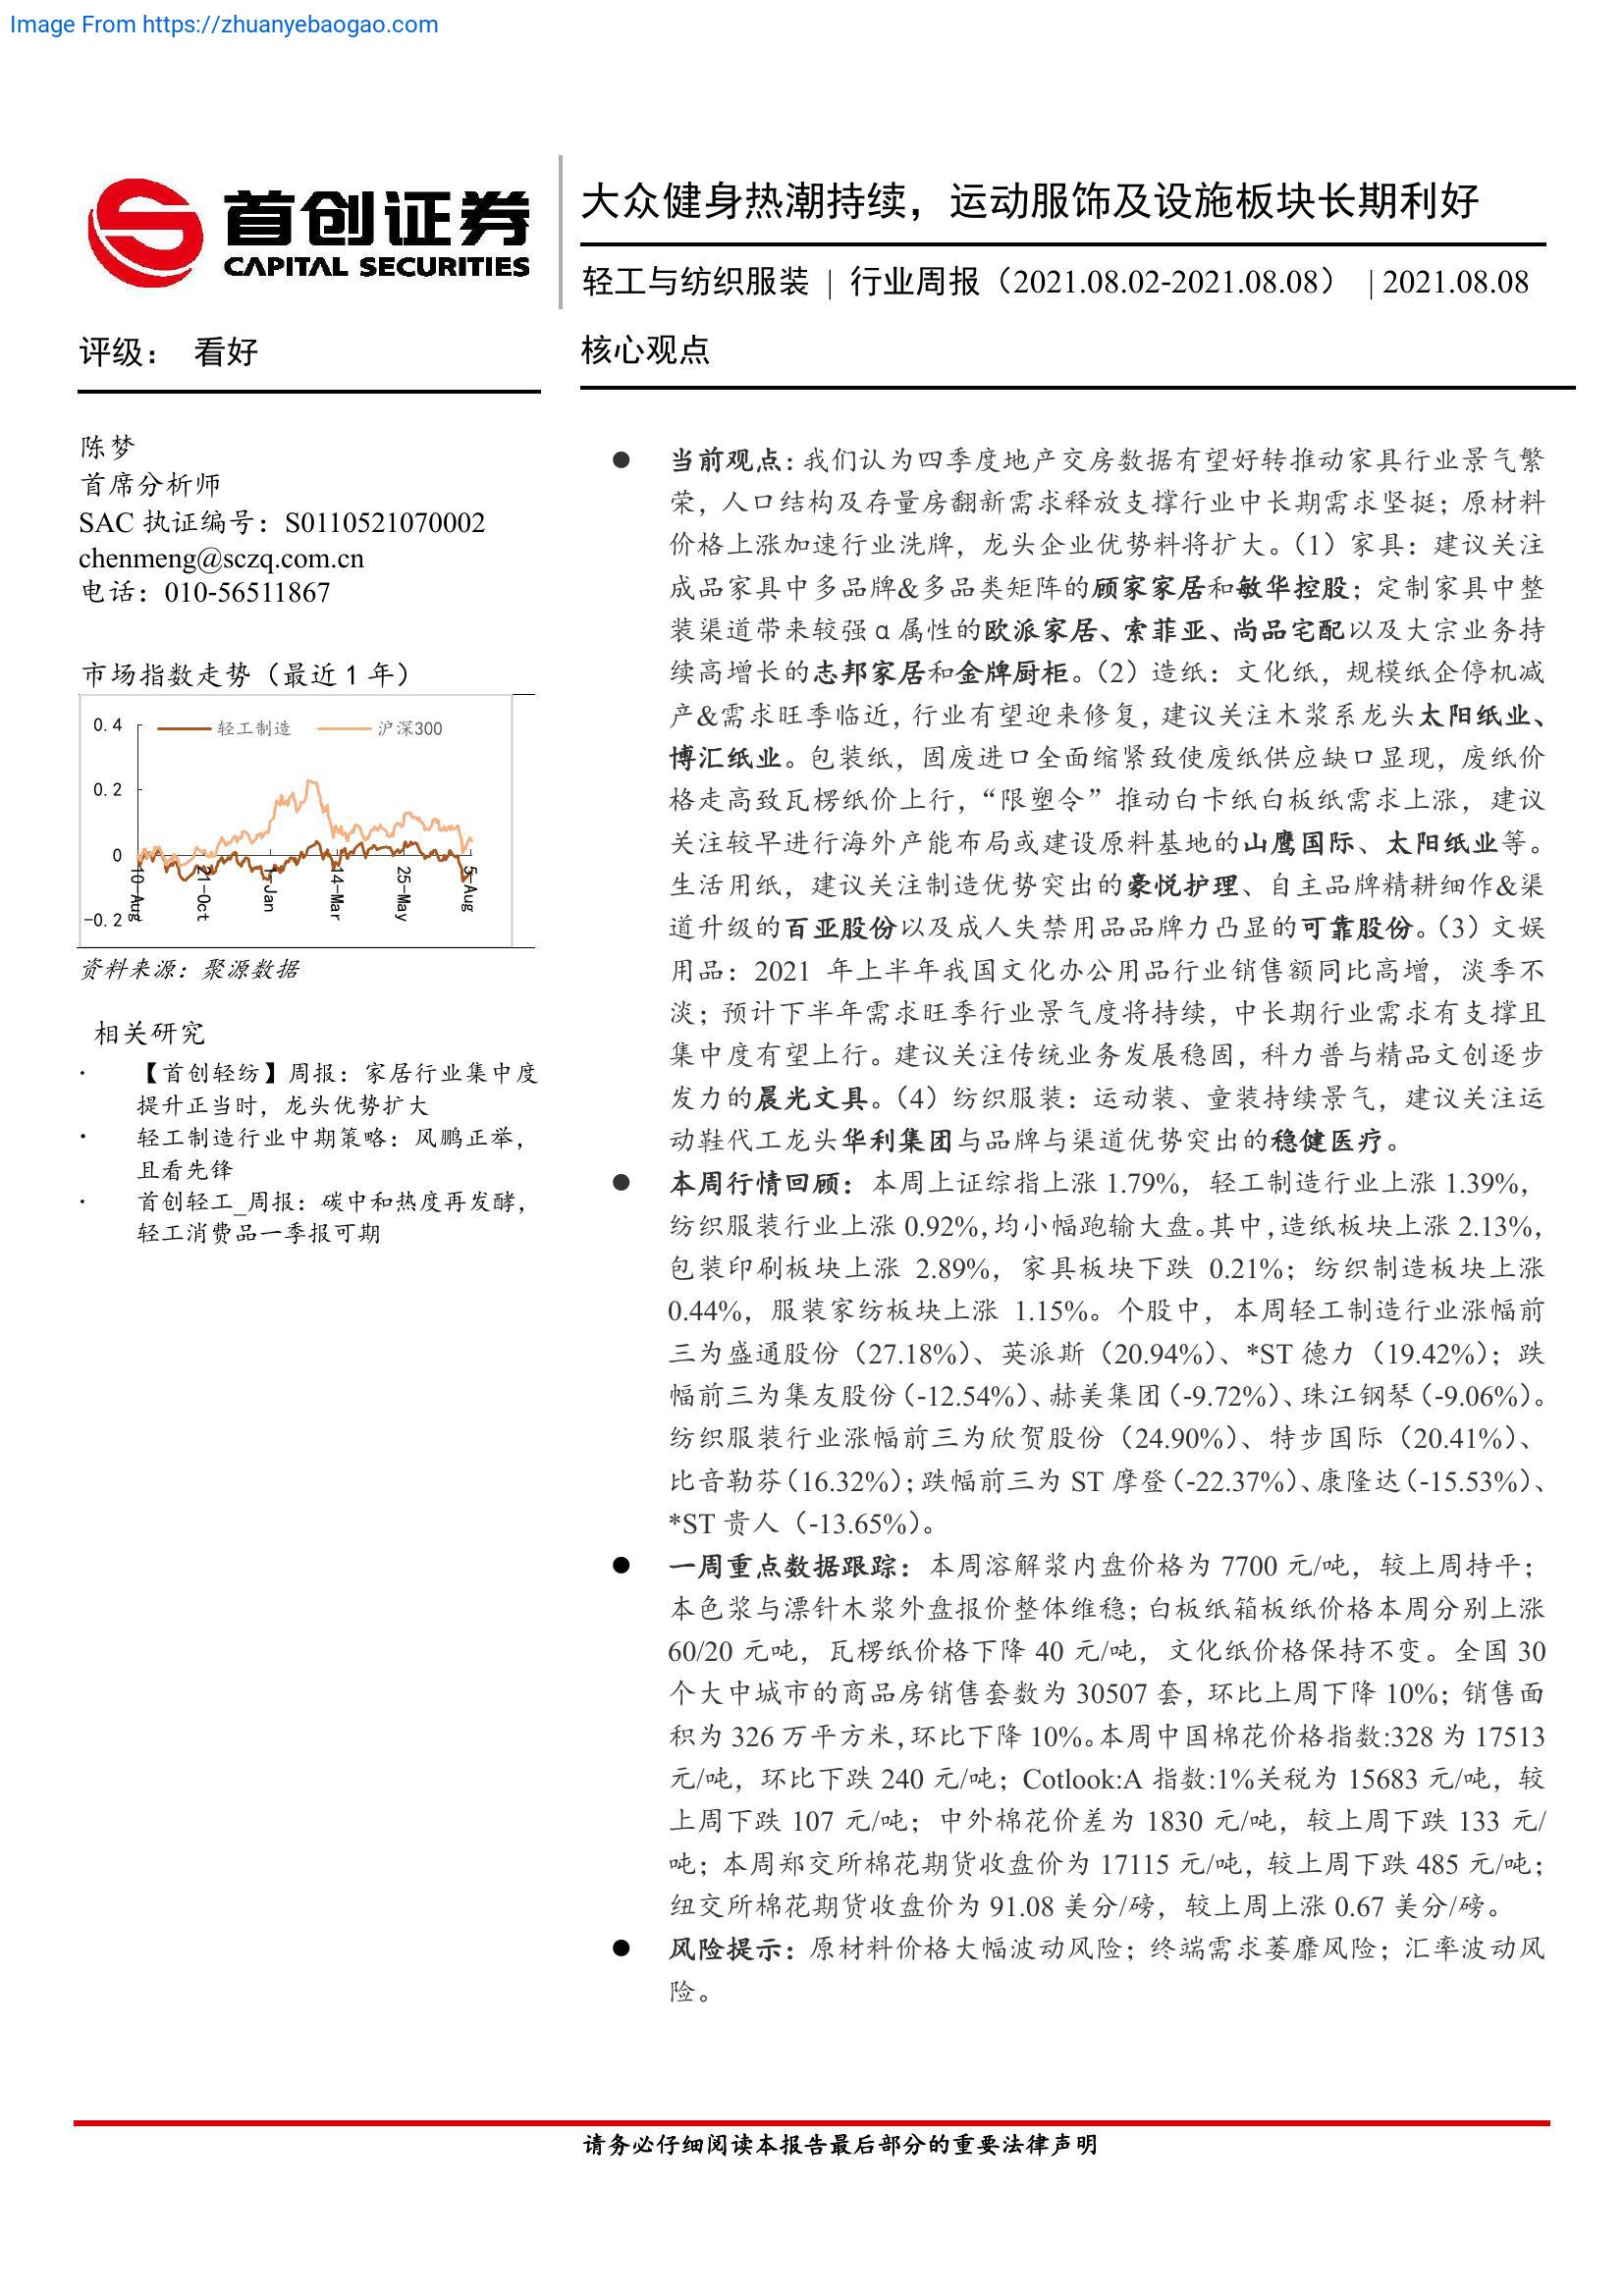 Image From https://zhuanyebaogao.com
首创证券
CAPITAL SECURITIES
大众健身热潮持续，运动服饰及设施板块长期利好
轻工与纺织服装 | 行业周报（2021.08.02-2021.08.08） | 2021.08.08
评级： 看好
陈梦
首席分析师
SAC 执证编号：S0110521070002
chenmeng@sczq.com.cn
电话：010-56511867
市场指数走势（最近 1 年）
轻工制造 沪深300
0.4
0.2
0
-0.2
10-Aug
21-Oct
1-Jan
14-Mar
25-May
5-Aug
资料来源：聚源数据
相关研究
· 【首创轻纺】周报：家居行业集中度
提升正当时，龙头优势扩大
· 轻工制造行业中期策略：风鹏正举，
且看先锋
· 首创轻工_周报：碳中和热度再发酵，
轻工消费品一季报可期
核心观点
● 当前观点：我们认为四季度地产交房数据有望好转推动家具行业景气繁
荣，人口结构及存量房翻新需求释放支撑行业中长期需求坚挺；原材料
价格上涨加速行业洗牌，龙头企业优势料将扩大。（1）家具：建议关注
成品家具中多品牌&多品类矩阵的顾家家居和敏华控股；定制家具中整
装渠道带来较强 α 属性的欧派家居、索菲亚、尚品宅配以及大宗业务持
续高增长的志邦家居和金牌厨柜。（2）造纸：文化纸，规模纸企停机减
产&需求旺季临近，行业有望迎来修复，建议关注木浆系龙头太阳纸业、
博汇纸业。包装纸，固废进口全面缩紧致使废纸供应缺口显现，废纸价
格走高致瓦楞纸价上行，“限塑令”推动白卡纸白板纸需求上涨，建议
关注较早进行海外产能布局或建设原料基地的山鹰国际、太阳纸业等。
生活用纸，建议关注制造优势突出的豪悦护理、自主品牌精耕细作&渠
道升级的百亚股份以及成人失禁用品品牌力凸显的可靠股份。（3）文娱
用品：2021 年上半年我国文化办公用品行业销售额同比高增，淡季不
淡；预计下半年需求旺季行业景气度将持续，中长期行业需求有支撑且
集中度有望上行。建议关注传统业务发展稳固，科力普与精品文创逐步
发力的晨光文具。（4）纺织服装：运动装、童装持续景气，建议关注运
动鞋代工龙头华利集团与品牌与渠道优势突出的稳健医疗。
● 本周行情回顾：本周上证综指上涨 1.79%，轻工制造行业上涨 1.39%，
纺织服装行业上涨 0.92%，均小幅跑输大盘。其中，造纸板块上涨 2.13%，
包装印刷板块上涨 2.89%，家具板块下跌 0.21%；纺织制造板块上涨
0.44%，服装家纺板块上涨 1.15%。个股中，本周轻工制造行业涨幅前
三为盛通股份（27.18%）、英派斯（20.94%）、*ST 德力（19.42%）；跌
幅前三为集友股份（-12.54%）、赫美集团（-9.72%）、珠江钢琴（-9.06%）。
纺织服装行业涨幅前三为欣贺股份（24.90%）、特步国际（20.41%）、
比音勒芬（16.32%）；跌幅前三为 ST 摩登（-22.37%）、康隆达（-15.53%）、
*ST 贵人（-13.65%）。
● 一周重点数据跟踪：本周溶解浆内盘价格为 7700 元/吨，较上周持平；
本色浆与漂针木浆外盘报价整体维稳；白板纸箱板纸价格本周分别上涨
60/20 元吨，瓦楞纸价格下降 40 元/吨，文化纸价格保持不变。全国 30
个大中城市的商品房销售套数为 30507 套，环比上周下降 10%；销售面
积为 326 万平方米，环比下降 10%。本周中国棉花价格指数:328 为 17513
元/吨，环比下跌 240 元/吨；Cotlook:A 指数:1%关税为 15683 元/吨，较
上周下跌 107 元/吨；中外棉花价差为 1830 元/吨，较上周下跌 133 元/
吨；本周郑交所棉花期货收盘价为 17115 元/吨，较上周下跌 485 元/吨；
纽交所棉花期货收盘价为 91.08 美分/磅，较上周上涨 0.67 美分/磅。
● 风险提示：原材料价格大幅波动风险；终端需求萎靡风险；汇率波动风
险。
请务必仔细阅读本报告最后部分的重要法律声明